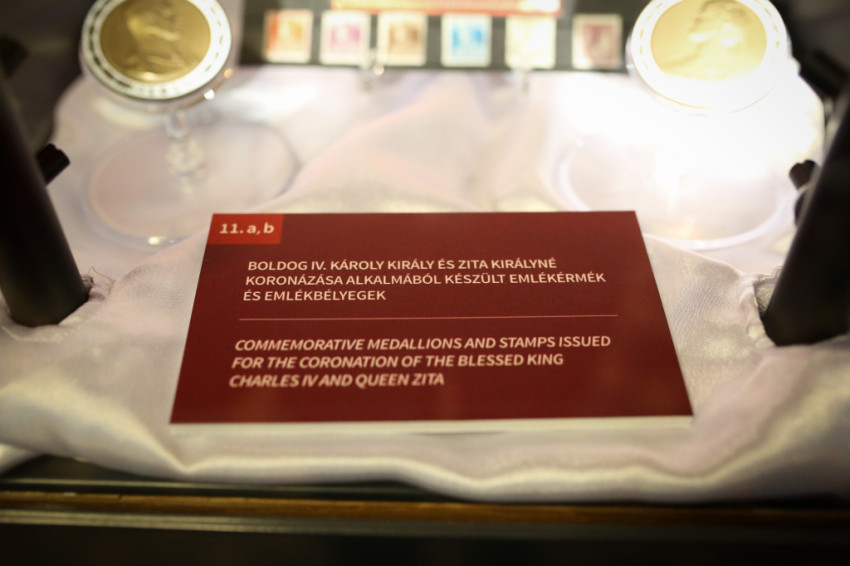 11. a, b
BOLDOG IV. KÁROLY KIRÁLY ÉS ZITA KIRÁLYNÉ
KORONÁZÁSA ALKALMÁBÓL KÉSZÜLT EMLÉKÉRMÉK
ÉS EMLÉKBÉLYEGEK
COMMEMORATIVE MEDALLIONS AND STAMPS ISSUED
FOR THE CORONATION OF THE BLESSED KING
CHARLES IV AND QUEEN ZITA